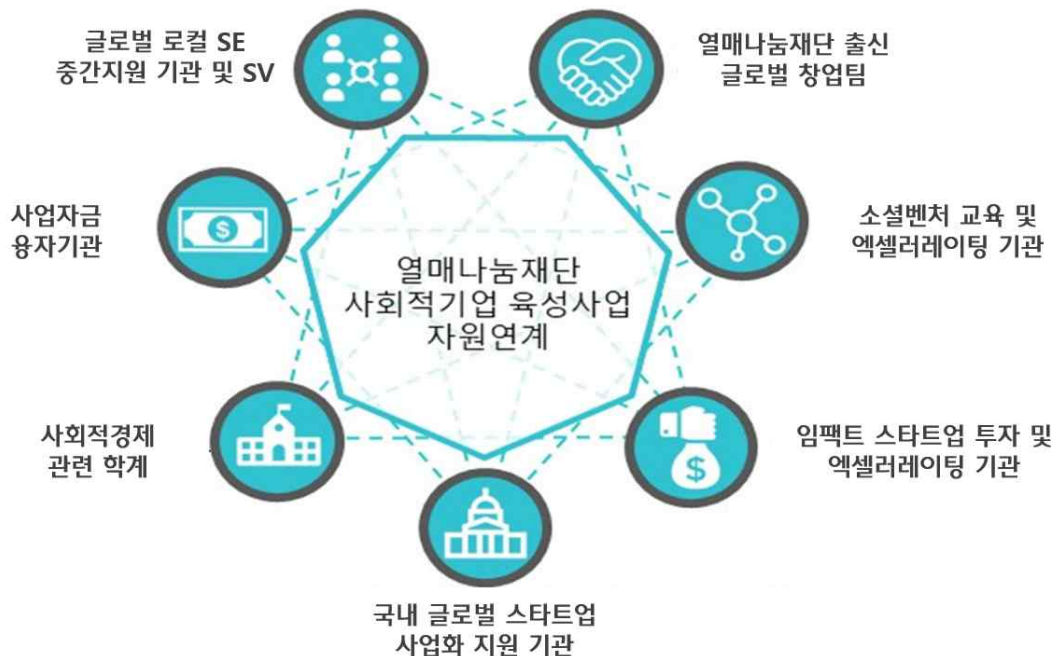 글로벌 로컬 SE
중간지원 기관 및 SV
열매나눔재단 출신
글로벌 창업팀
사업자금
융자기관
소셜벤처 교육 및
엑셀러레이팅 기관
열매나눔재단
사회적기업 육성사업
자원연계
사회적경제
관련 학계
임팩트 스타트업 투자 및
엑셀러레이팅 기관
국내 글로벌 스타트업
사업화 지원 기관